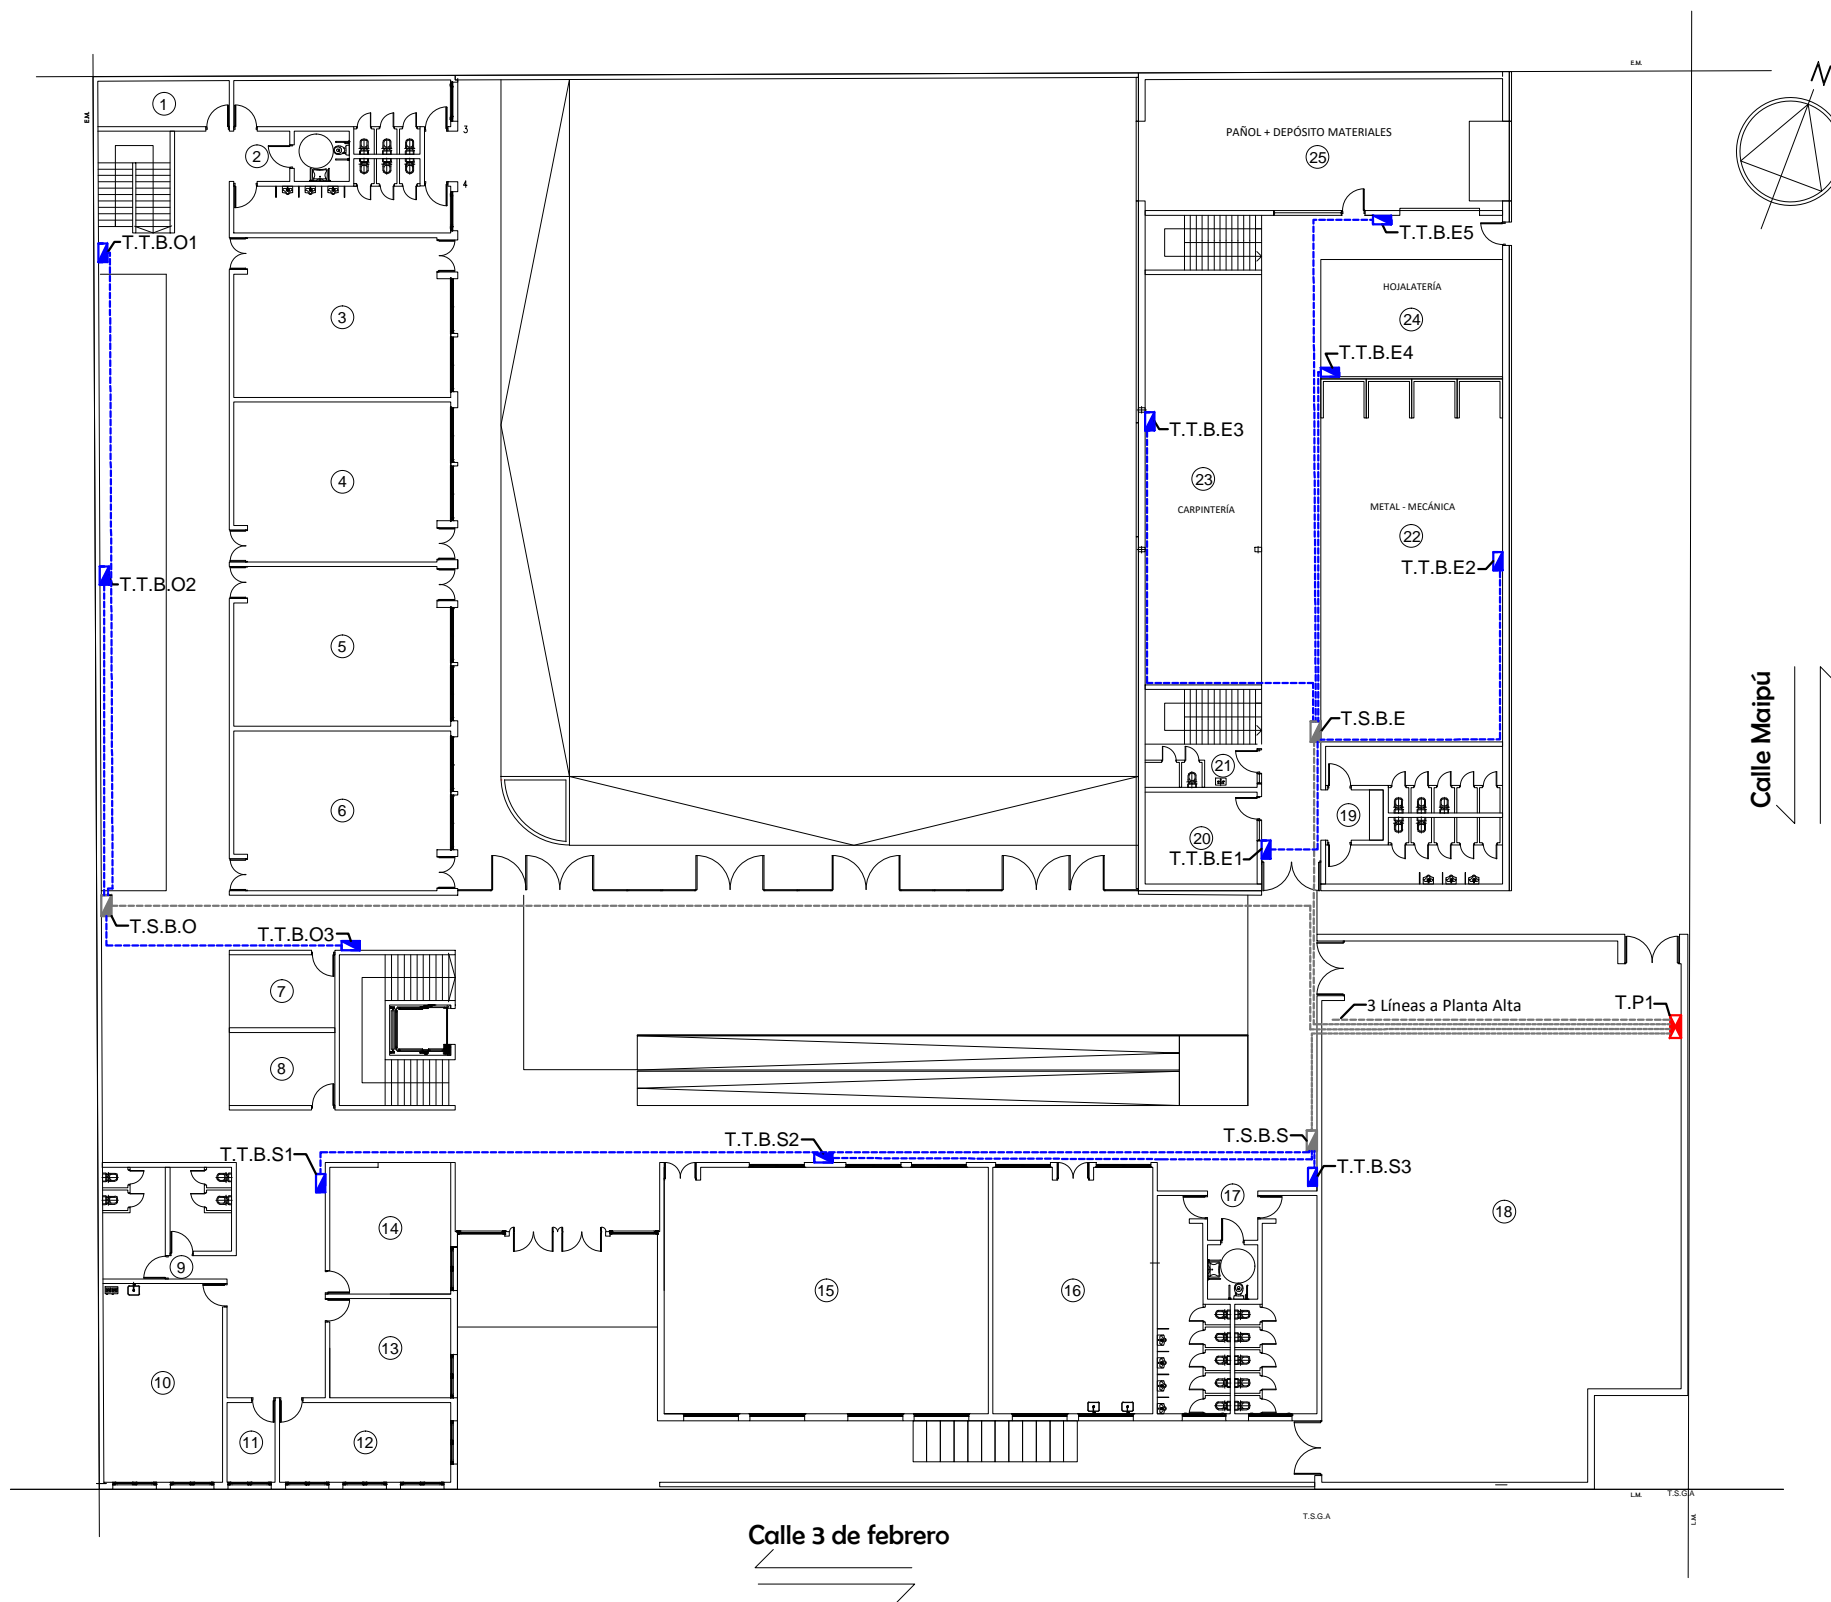 E.M.
N
E.M.
1
3
PAÑOL + DEPÓSITO MATERIALES
2
25
4
T.T.B.E5
T.T.B.O1
HOJALATERÍA
3
24
T.T.B.E4
T.T.B.E3
23
4
METAL - MECÁNICA
CARPINTERÍA
22
T.T.B.E2
T.T.B.O2
5
Calle Maipú
T.S.B.E
21
6
19
20
T.T.B.E1
T.S.B.O
T.T.B.O3
7
3 Líneas a Planta Alta
T.P1
8
T.T.B.S2
T.S.B.S
T.T.B.S1
T.T.B.S3
17
18
14
9
15
16
13
10
11
12
L.M.
T.S.G.A
T.S.G.A
L.M.
Calle 3 de febrero